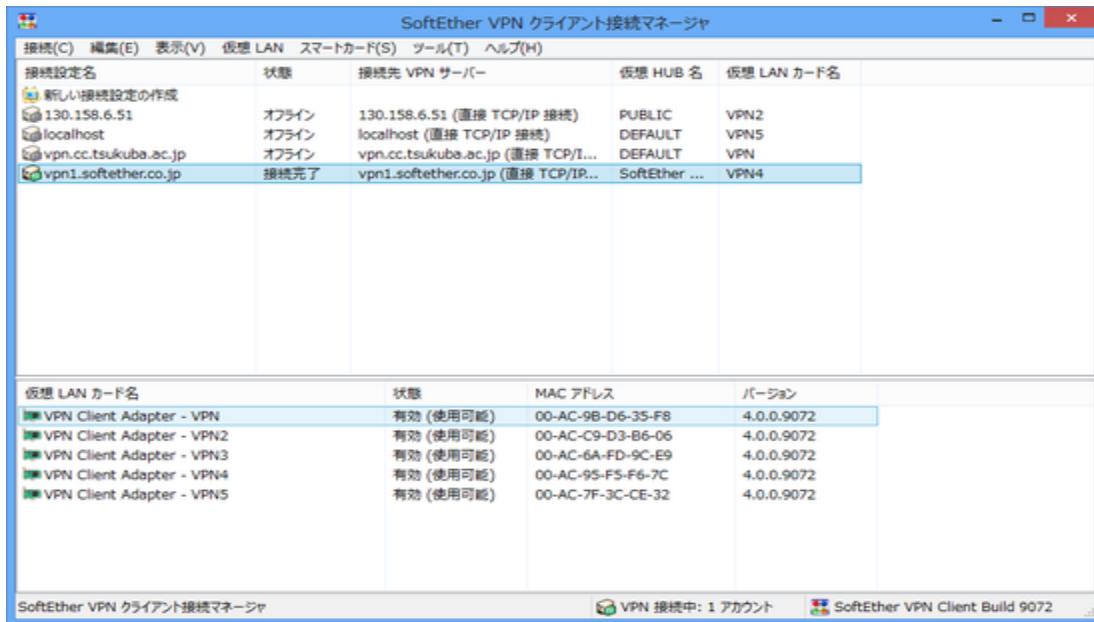 SoftEther VPN クライアント接続マネージャ
接続(C) 編集(E) 表示(V) 仮想 LAN スマートカード(S) ツール(T) ヘルプ(H)
接続設定名 状態 接続先 VPN サーバー 仮想 HUB 名 仮想 LAN カード名
新しい接続設定の作成
130.158.6.51 オフライン 130.158.6.51 (直接 TCP/IP 接続) PUBLIC VPN2
localhost オフライン localhost (直接 TCP/IP 接続) DEFAULT VPN5
vpn.cc.tsukuba.ac.jp オフライン vpn.cc.tsukuba.ac.jp (直接 TCP/I... DEFAULT VPN
vpn1.softether.co.jp 接続完了 vpn1.softether.co.jp (直接 TCP/IP... SoftEther ... VPN4
仮想 LAN カード名 状態 MAC アドレス バージョン
VPN Client Adapter - VPN 有効 (使用可能) 00-AC-9B-D6-35-F8 4.0.0.9072
VPN Client Adapter - VPN2 有効 (使用可能) 00-AC-C9-D3-B6-06 4.0.0.9072
VPN Client Adapter - VPN3 有効 (使用可能) 00-AC-6A-FD-9C-E9 4.0.0.9072
VPN Client Adapter - VPN4 有効 (使用可能) 00-AC-95-F5-F6-7C 4.0.0.9072
VPN Client Adapter - VPN5 有効 (使用可能) 00-AC-7F-3C-CE-32 4.0.0.9072
SoftEther VPN クライアント接続マネージャ VPN 接続中: 1 アカウント SoftEther VPN Client Build 9072